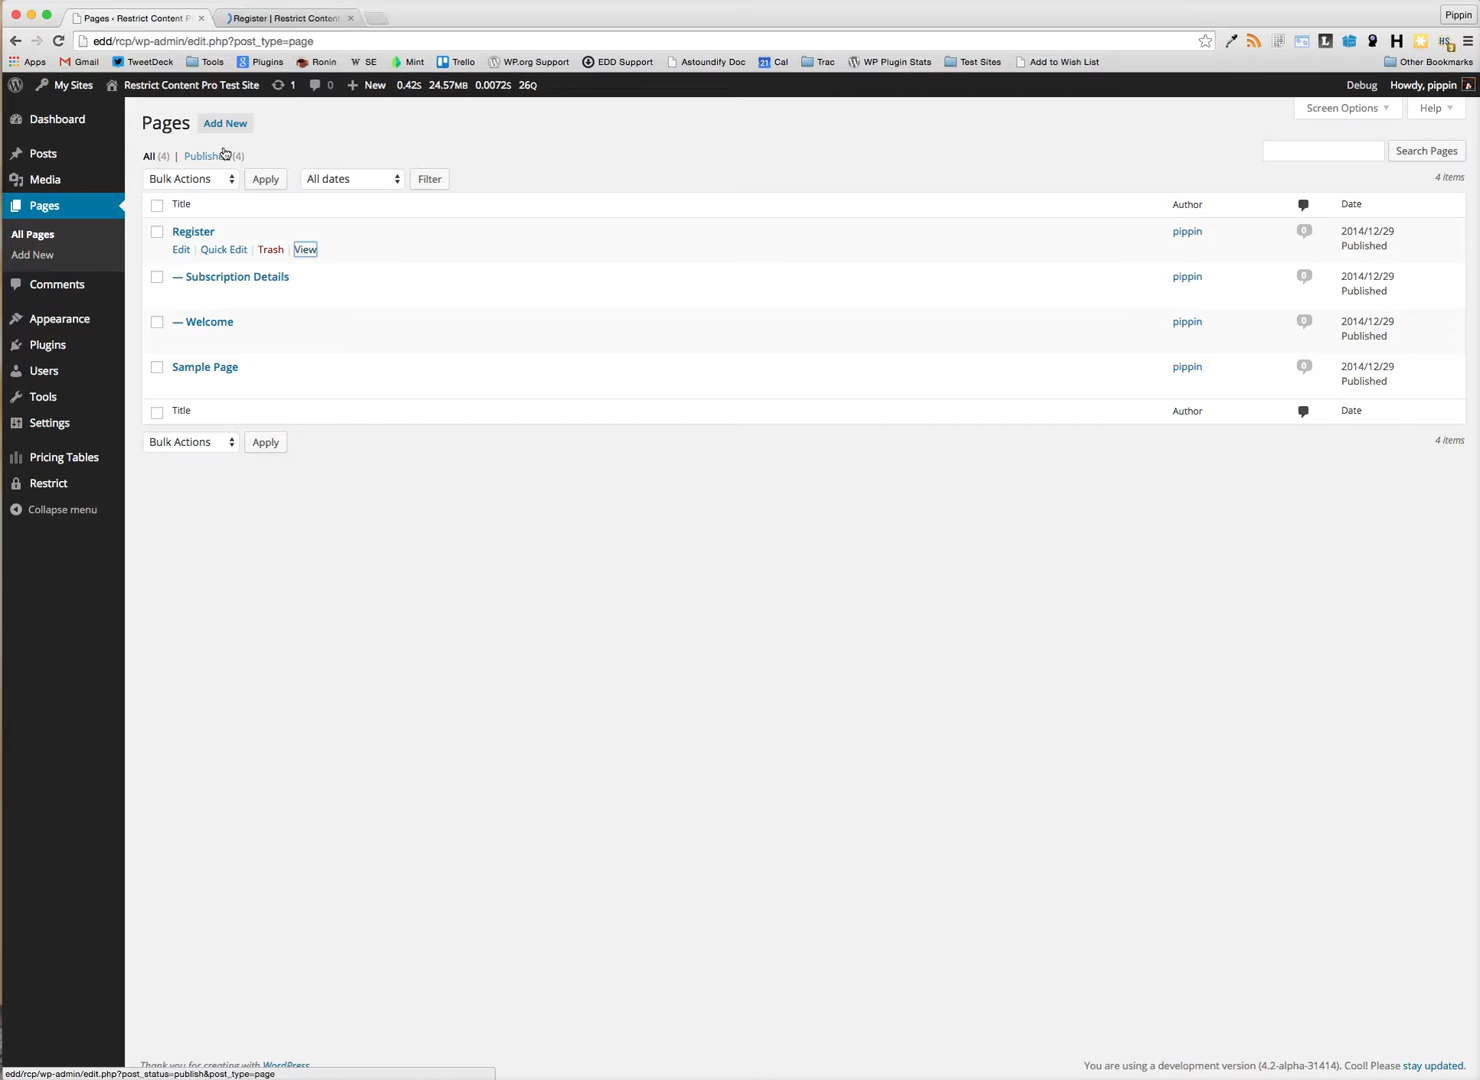 Pages ‹ Restrict Content P
Register | Restrict Conten
Pippin
edd/rcp/wp-admin/edit.php?post_type=page
Apps Gmail TweetDeck Tools Plugins Ronin SE Mint Trello WP.org Support EDD Support Astoundify Doc Cal Trac WP Plugin Stats Test Sites Add to Wish List Other Bookmarks
My Sites Restrict Content Pro Test Site 1 0 New 0.42S 24.57MB 0.0072S 26Q Debug Howdy, pippin
Dashboard
Posts
Media
Pages
All Pages
Add New
Comments
Appearance
Plugins
Users
Tools
Settings
Pricing Tables
Restrict
Collapse menu
Screen Options Help
Pages Add New
All (4) | Published (4)
Search Pages
Bulk Actions Apply All dates Filter
4 items
Title Author Date
Register pippin 0 2014/12/29
Edit | Quick Edit | Trash | View Published
— Subscription Details pippin 0 2014/12/29
Published
— Welcome pippin 0 2014/12/29
Published
Sample Page pippin 0 2014/12/29
Published
Title Author Date
Bulk Actions Apply
4 items
Thank you for creating with WordPress.
You are using a development version (4.2-alpha-31414). Cool! Please stay updated.
edd/rcp/wp-admin/edit.php?post_status=publish&post_type=page